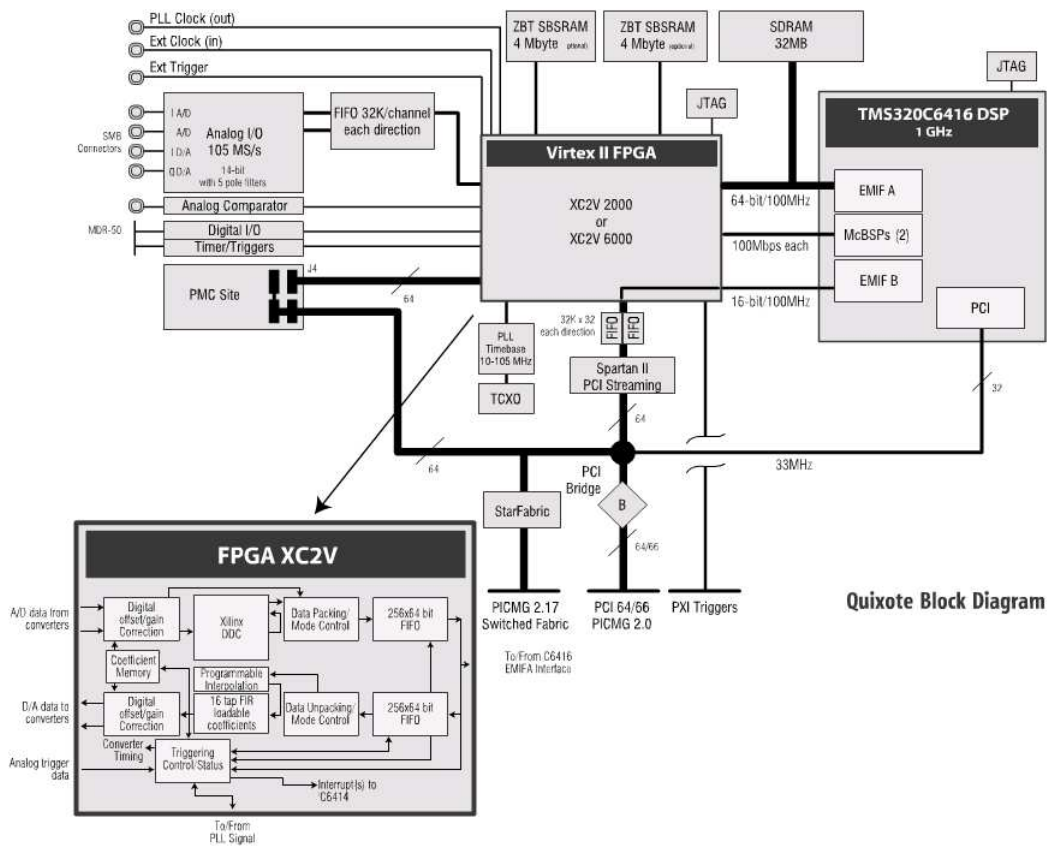 PLL Clock (out)
Ext Clock (in)
Ext Trigger
ZBT SBSRAM
4 Mbyte (optional)
ZBT SBSRAM
4 Mbyte (optional)
SDRAM
32MB
JTAG
JTAG
SMB
Connectors
I A/D
A/D
I D/A
Q D/A
Analog I/O
105 MS/s
14-bit
with 5 pole filters
FIFO 32K/channel
each direction
Analog Comparator
MDR-50
Digital I/O
Timer/Triggers
PMC Site
J4
64
Virtex II FPGA
XC2V 2000
or
XC2V 6000
TMS320C6416 DSP
1 GHz
EMIF A
McBSPs (2)
EMIF B
PCI
64-bit/100MHz
100Mbps each
16-bit/100MHz
32
33MHz
PLL
Timebase
10-105 MHz
TCXO
32K x 32
each direction
FIFO
FIFO
Spartan II
PCI Streaming
64
64
PCI
Bridge
B
64/66
StarFabric
PICMG 2.17
Switched Fabric
PCI 64/66
PICMG 2.0
PXI Triggers
To/From C6416
EMIFA Interface
Quixote Block Diagram
FPGA XC2V
A/D data from
converters
Digital
offset/gain
Correction
Xilinx
DDC
Data Packing/
Mode Control
256x64 bit
FIFO
Coefficient
Memory
Programmable
Interpolation
D/A data to
converters
Digital
offset/gain
Correction
16 tap FIR
loadable
coefficients
Data Unpacking/
Mode Control
256x64 bit
FIFO
Converter
Timing
Analog trigger
data
Triggering
Control/Status
Interrupt(s) to
C6414
To/From
PLL Signal